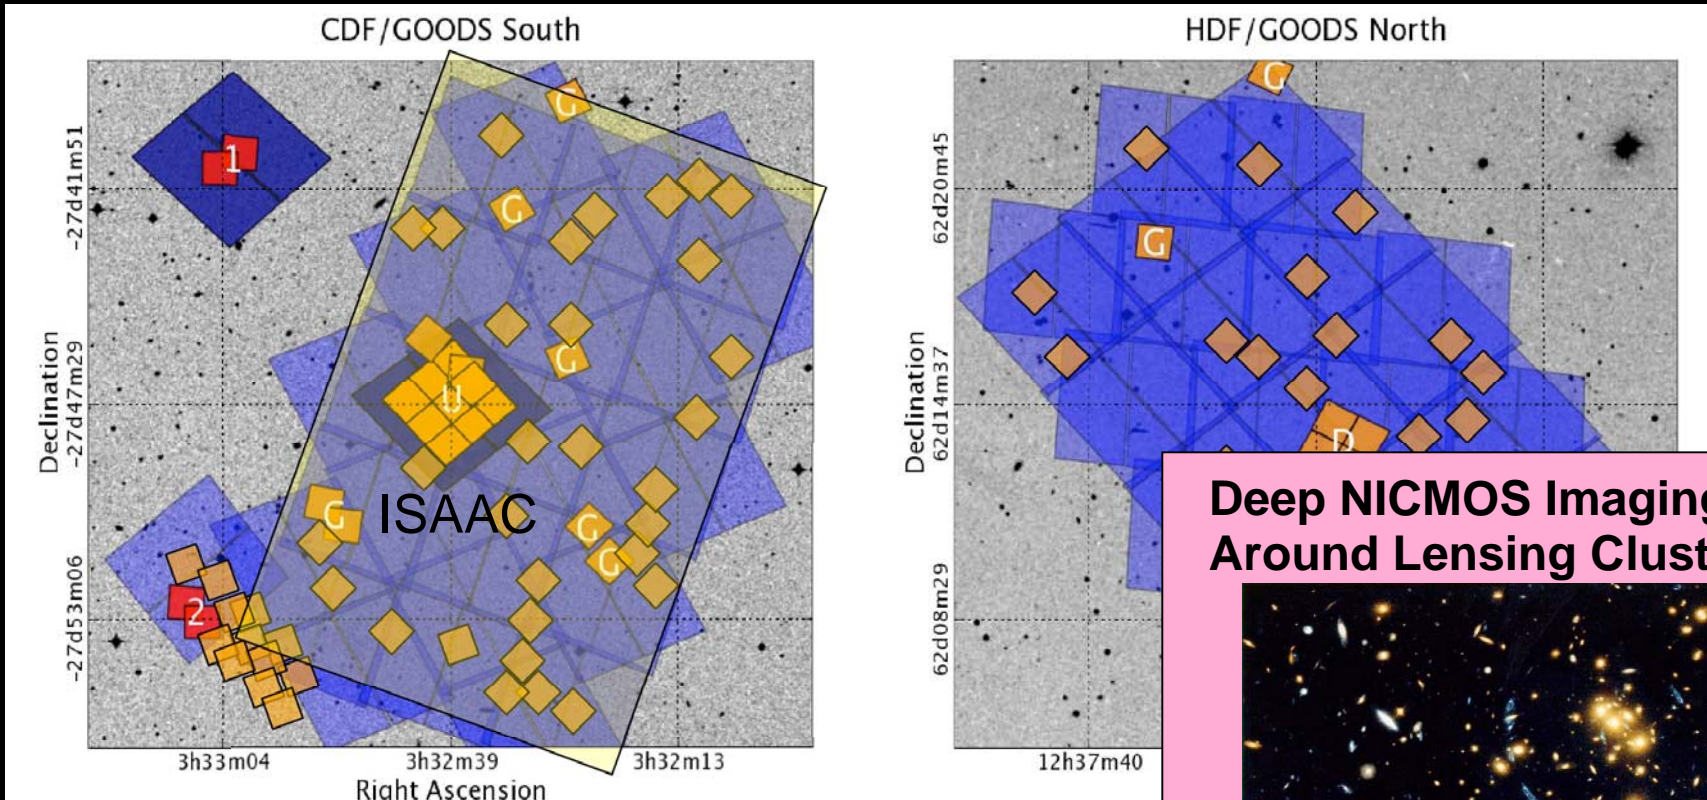 CDF/GOODS South
HDF/GOODS North
Declination
-27d41m51
-27d47m29
-27d53m06
1
G
G
G
U
G
G
G
2
ISAAC
3h33m04
3h32m39
3h32m13
Right Ascension
Declination
62d20m45
62d14m37
62d08m29
G
G
D
12h37m40
Deep NICMOS Imaging
Around Lensing Clust